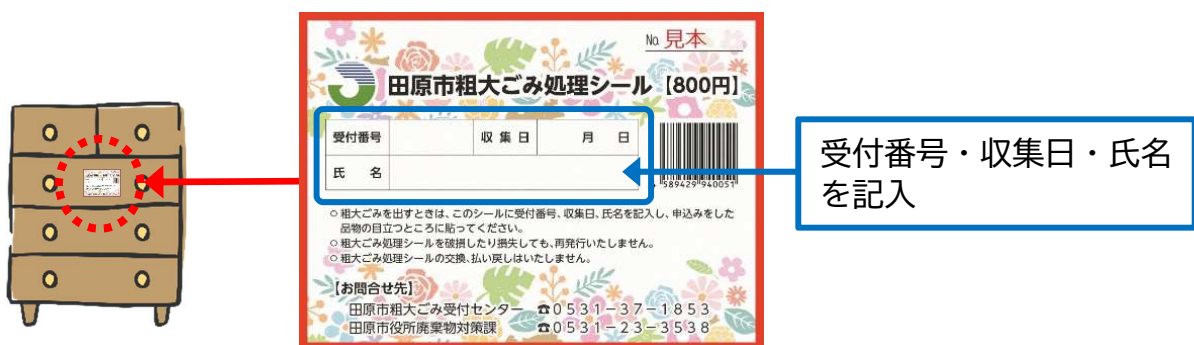 No. 見本
田原市粗大ごみ処理シール【800円】
受付番号 収集日 月 日
氏 名
4 589429 940051
○粗大ごみを出すときは、このシールに受付番号、収集日、氏名を記入し、申込みをした
品物の目立つところに貼ってください。
○粗大ごみ処理シールを破損したり損失しても、再発行いたしません。
○粗大ごみ処理シールの交換、払い戻しはいたしません。
【お問合せ先】
田原市粗大ごみ受付センター ☎0531-37-1853
田原市役所廃棄物対策課 ☎0531-23-3538
受付番号・収集日・氏名
を記入